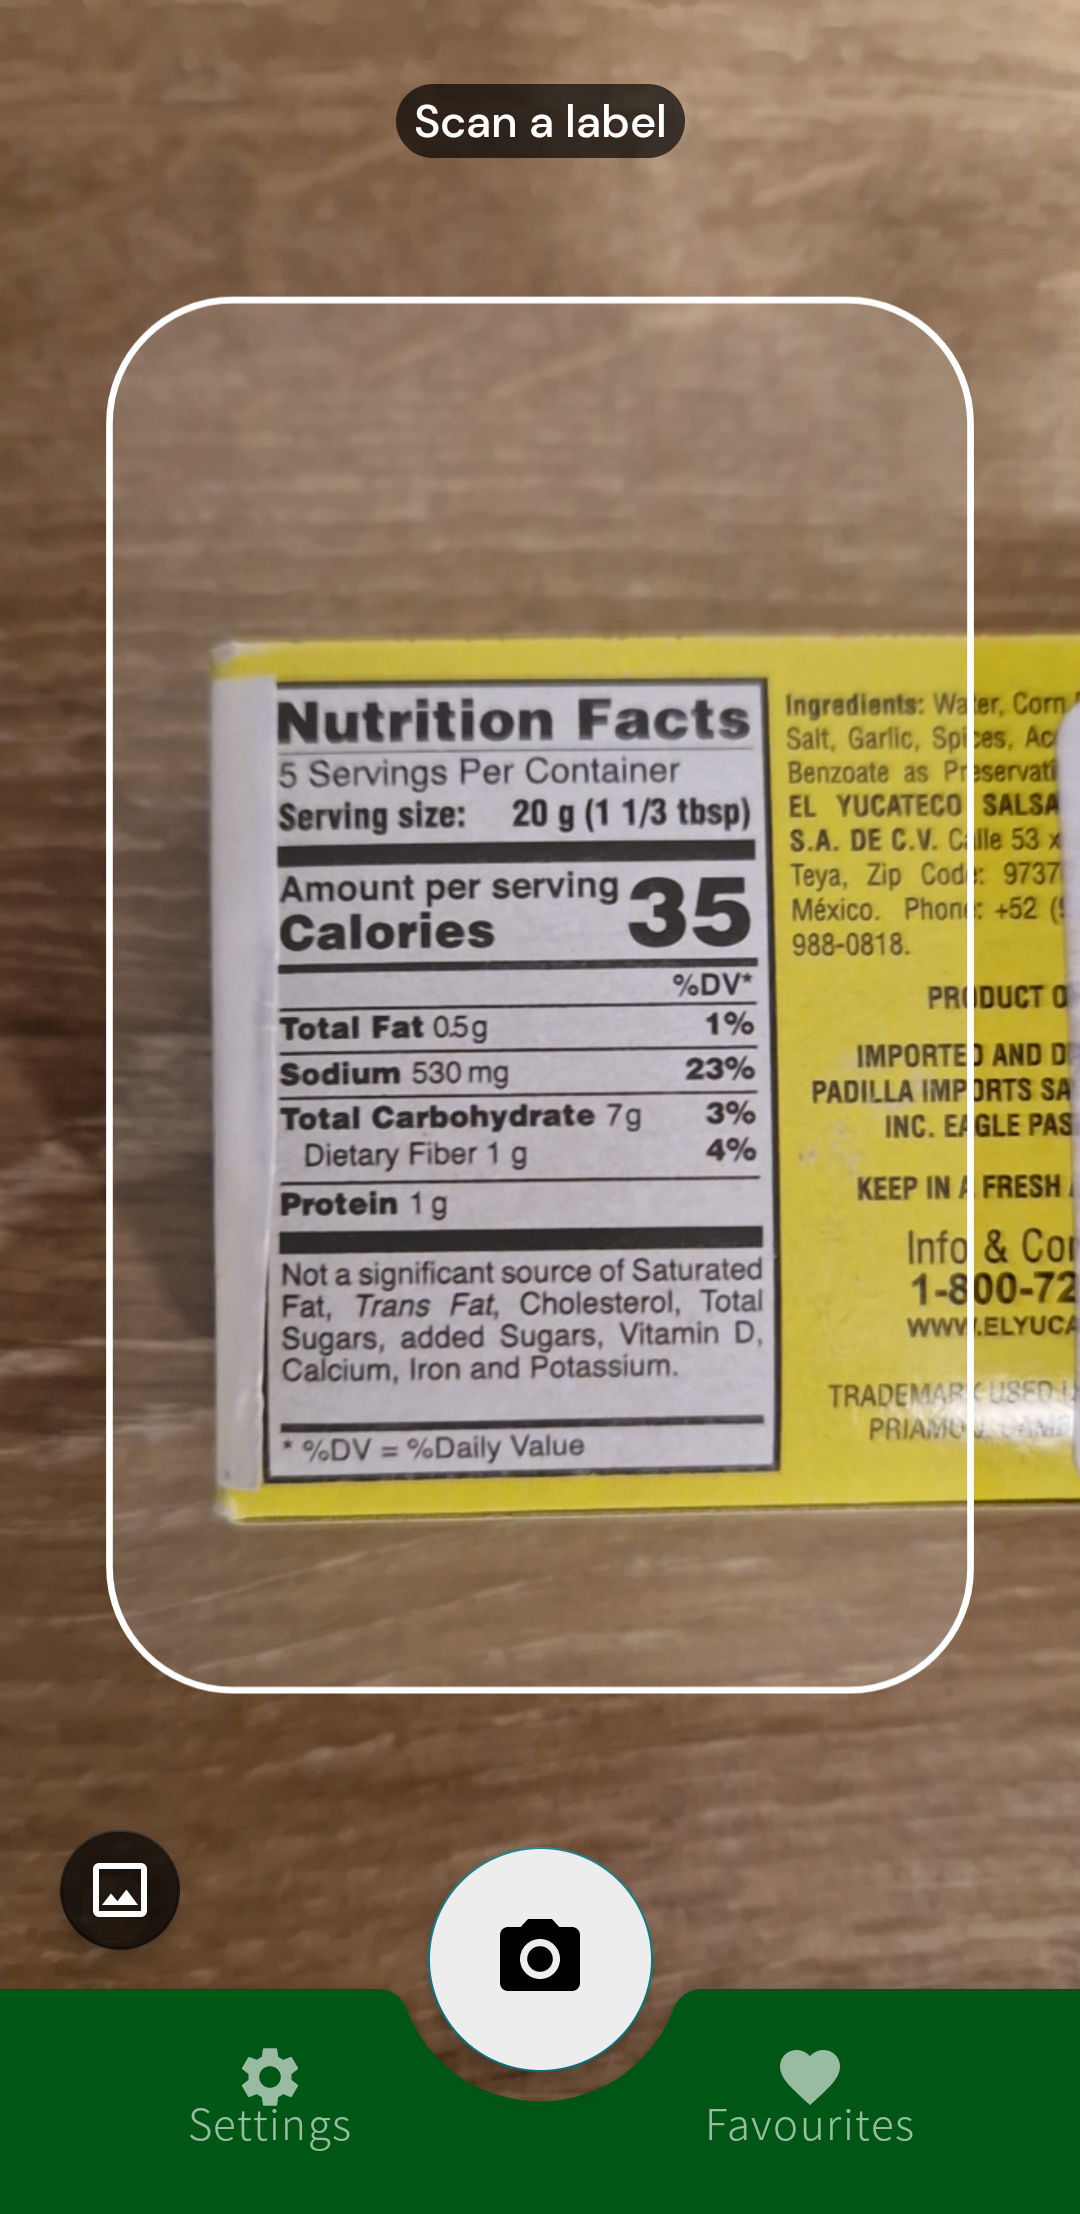 Scan a label
Nutrition Facts
5 Servings Per Container
Serving size: 20 g (1 1/3 tbsp)
Amount per serving
Calories 35
%DV*
Total Fat 0.5g 1%
Sodium 530 mg 23%
Total Carbohydrate 7g 3%
Dietary Fiber 1 g 4%
Protein 1 g
Not a significant source of Saturated
Fat, Trans Fat, Cholesterol, Total
Sugars, added Sugars, Vitamin D,
Calcium, Iron and Potassium.
* %DV = %Daily Value
Ingredients: Water, Corn
Salt, Garlic, Spices,
Benzoate as
EL YUCATECO SALSA
S.A. DE C.V. Calle 53 x
Teya, Zip Code: 9737
México. Phone: +52
988-0818.
PRODUCT
IMPORTED AND
PADILLA IMPORTS
INC. EAGLE
KEEP IN A FRESH
Info &
1-800-72
WWW.ELYUCA
TRADEMARK USED
Settings
Favourites